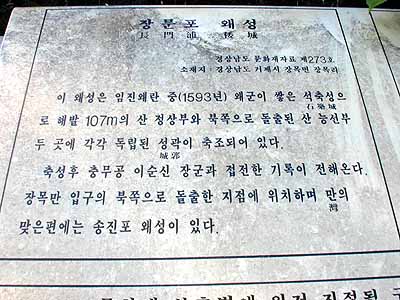 장문포 왜성
長門浦 倭城
경상남도 문화재자료 제273호
소재지 : 경상남도 거제시 장목면 장목리
이 왜성은 임진왜란 중(1593년) 왜군이 쌓은 석축성으
石築城
로 해발 107m의 산 정상부와 북쪽으로 돌출된 산 능선부
두 곳에 각각 독립된 성곽이 축조되어 있다.
城郭
축성후 충무공 이순신 장군과 접전한 기록이 전해온다.
장목만 입구의 북쪽으로 돌출한 지점에 위치하며 만의
灣
맞은편에는 송진포 왜성이 있다.